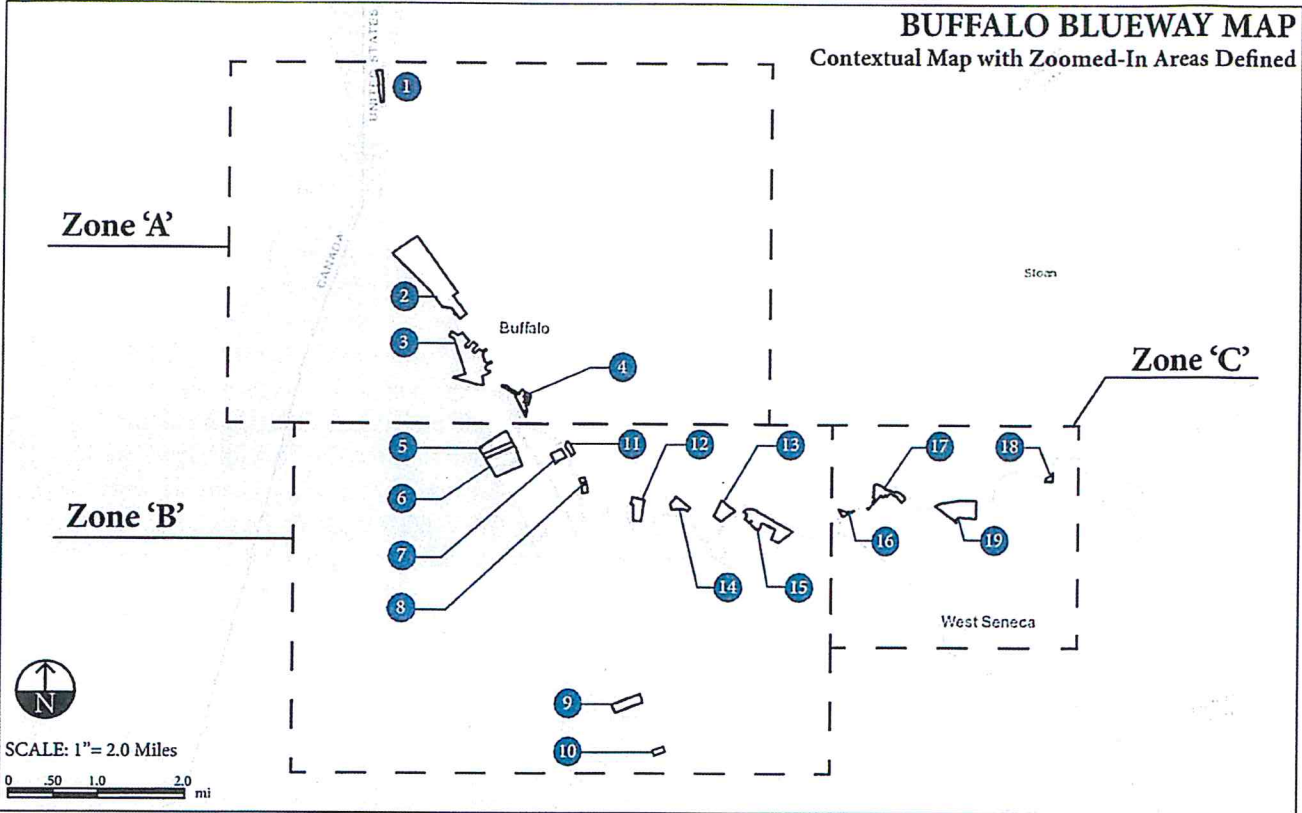 BUFFALO BLUEWAY MAP
Contextual Map with Zoomed-In Areas Defined
UNITED STATES
1
Zone ‘A’
CANADA
2
Buffalo
3
4
Zone ‘C’
5
6
7
8
11
12
13
14
15
Zone ‘B’
17
18
16
19
West Seneca
9
10
N
SCALE: 1”= 2.0 Miles
0 .50 1.0 2.0
mi